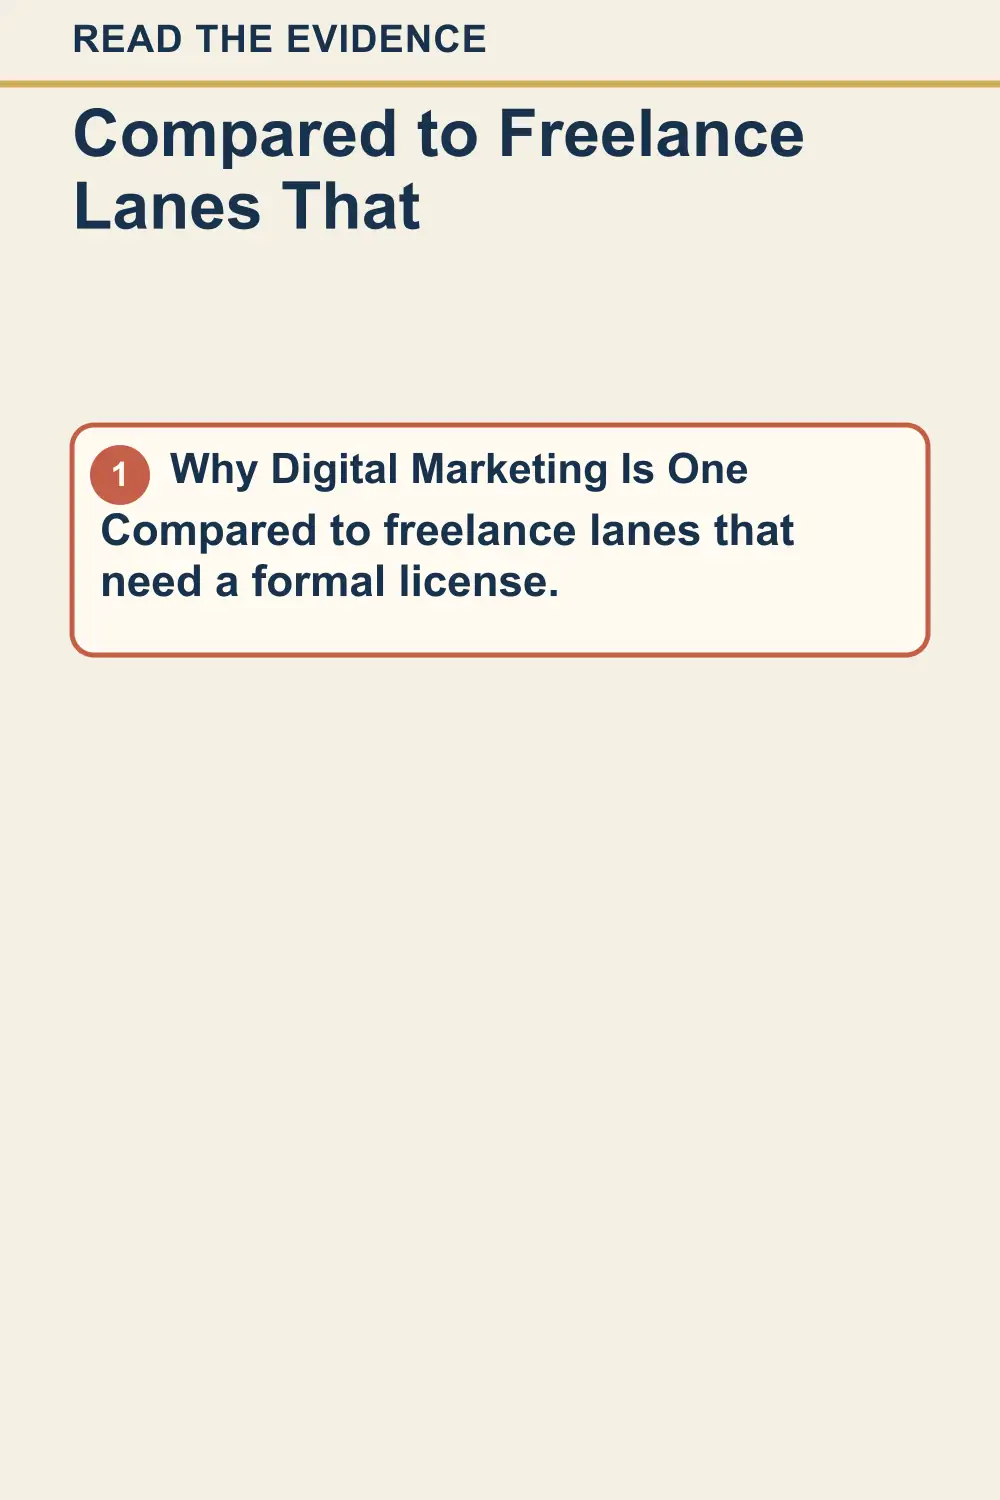 READ THE EVIDENCE
Compared to Freelance
Lanes That
1 Why Digital Marketing Is One
Compared to freelance lanes that
need a formal license.